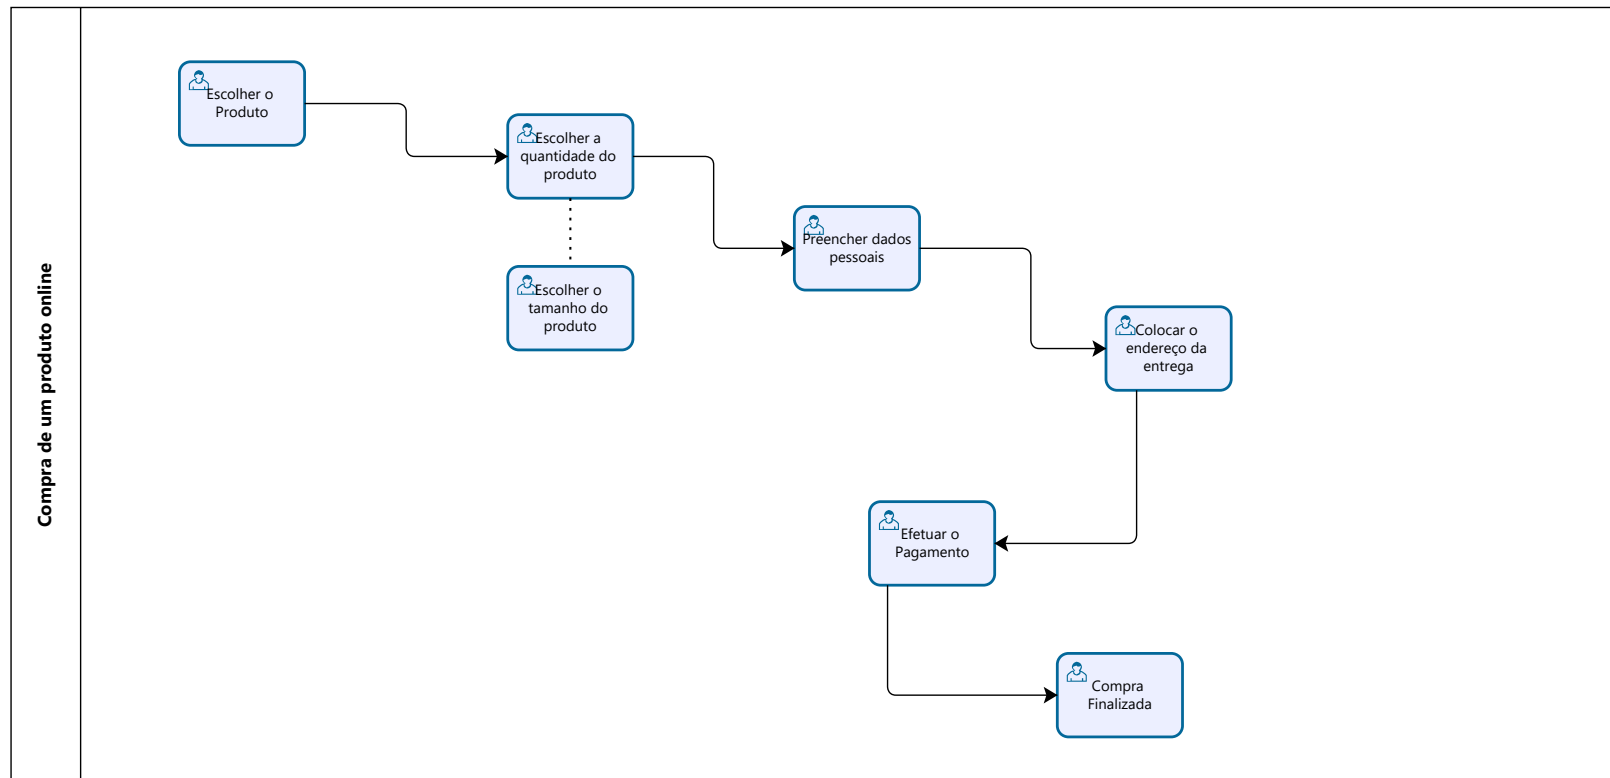 Compra de um produto online
Escolher o
Produto
Escolher a
quantidade do
produto
Escolher o
tamanho do
produto
Preencher dados
pessoais
Colocar o
endereço da
entrega
Efetuar o
Pagamento
Compra
Finalizada